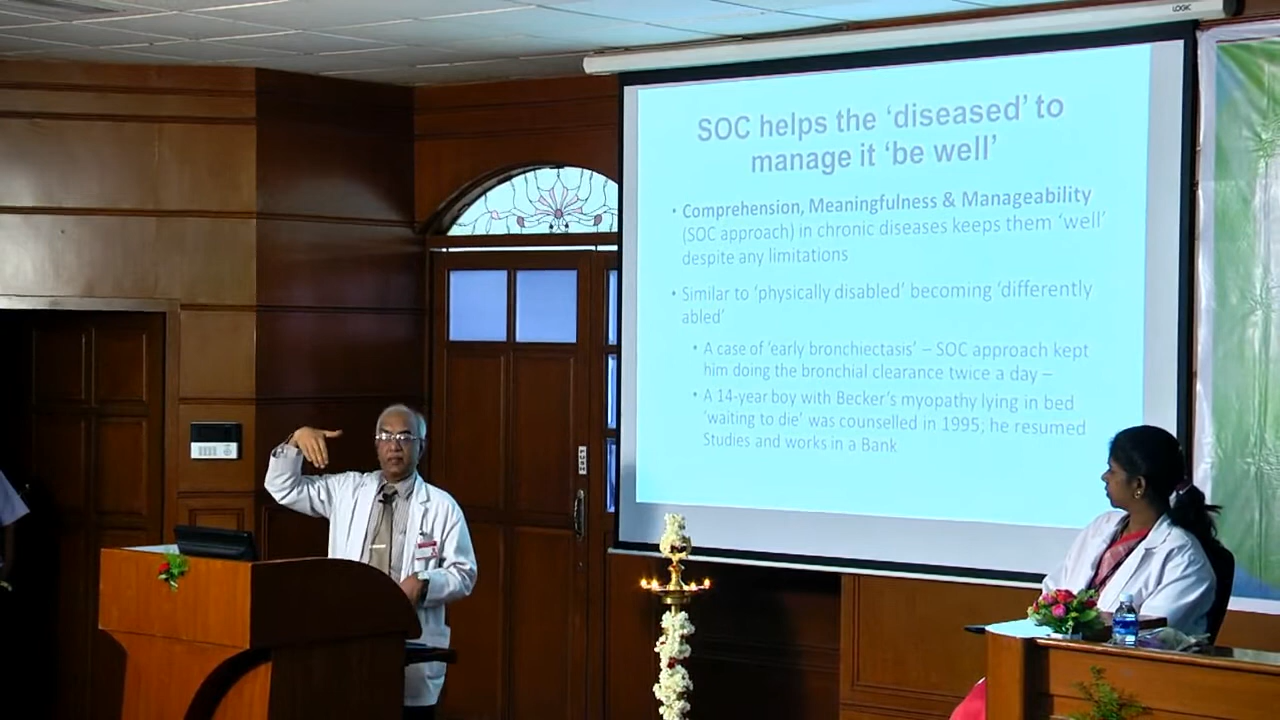 LOGIC
SOC helps the ‘diseased’ to
manage it ‘be well’
• Comprehension, Meaningfulness & Manageability
(SOC approach) in chronic diseases keeps them ‘well’
despite any limitations
• Similar to ‘physically disabled’ becoming ‘differently
abled’
• A case of ‘early bronchiectasis’ – SOC approach kept
him doing the bronchial clearance twice a day –
• A 14-year boy with Becker’s myopathy lying in bed
‘waiting to die’ was counselled in 1995; he resumed
Studies and works in a Bank
PUSH